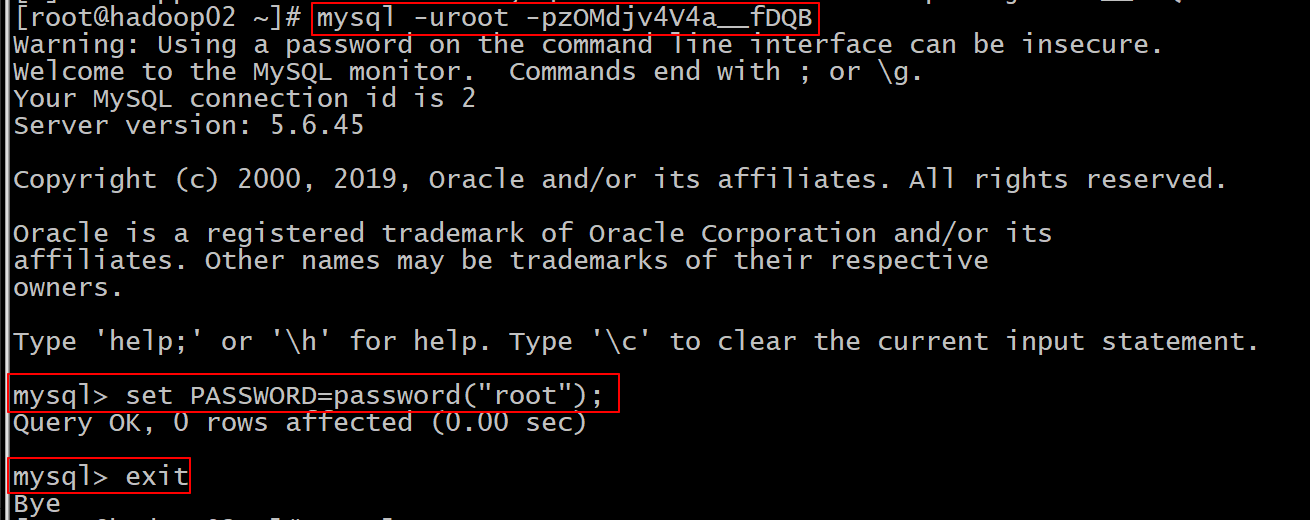 [root@hadoop02 ~]# mysql -uroot -pzOMdjv4V4a__fDQB
Warning: Using a password on the command line interface can be insecure.
Welcome to the MySQL monitor.  Commands end with ; or \g.
Your MySQL connection id is 2
Server version: 5.6.45
Copyright (c) 2000, 2019, Oracle and/or its affiliates. All rights reserved.
Oracle is a registered trademark of Oracle Corporation and/or its
affiliates. Other names may be trademarks of their respective
owners.
Type 'help;' or '\h' for help. Type '\c' to clear the current input statement.
mysql> set PASSWORD=password("root");
Query OK, 0 rows affected (0.00 sec)
mysql> exit
Bye